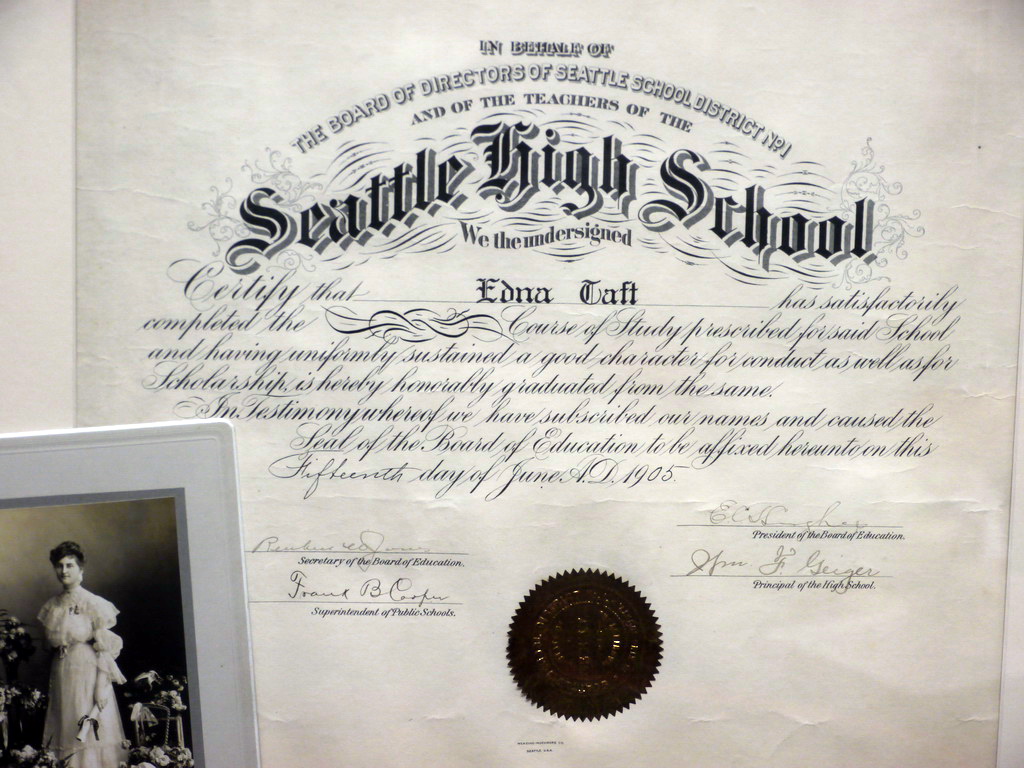 IN BEHALF OF
THE BOARD OF DIRECTORS OF SEATTLE SCHOOL DISTRICT No1
AND OF THE TEACHERS OF THE
Seattle High School
We the undersigned
Certify that Edna Taft has satisfactorily
completed the Course of Study prescribed for said School
and having uniformly sustained a good character for conduct as well as for
Scholarship, is hereby honorably graduated from the same.
In Testimony whereof we have subscribed our names and caused the
Seal of the Board of Education to be affixed hereunto on this
Fifteenth day of June A.D. 1905.
Secretary of the Board of Education.
Frank B Cooper
Superintendent of Public Schools.
President of the Board of Education.
Wm. F Geiger
Principal of the High School.